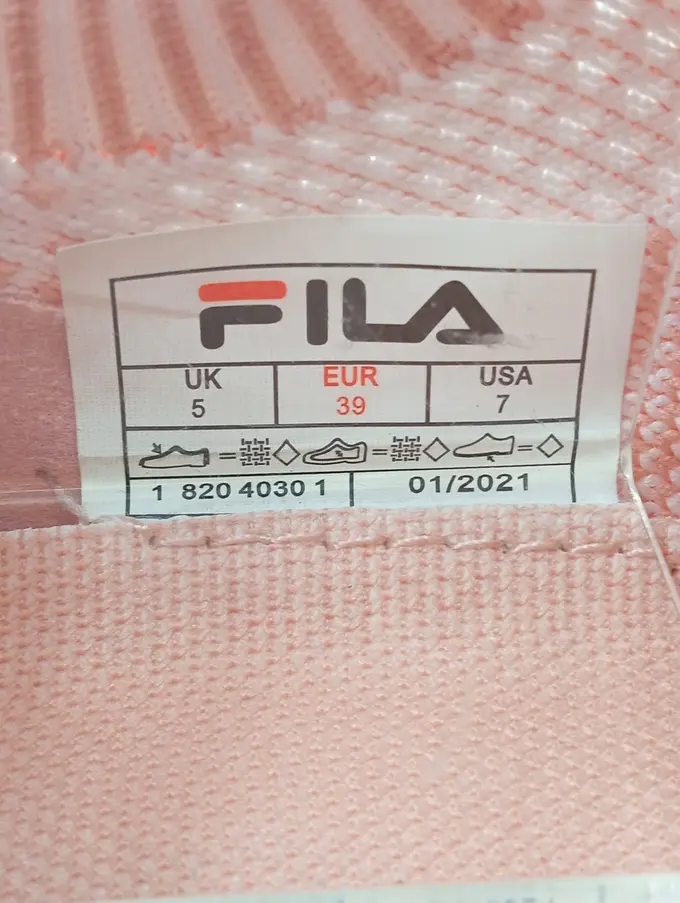 FILA
UK EUR USA
5 39 7
= = =
1 820 4030 1 01/2021